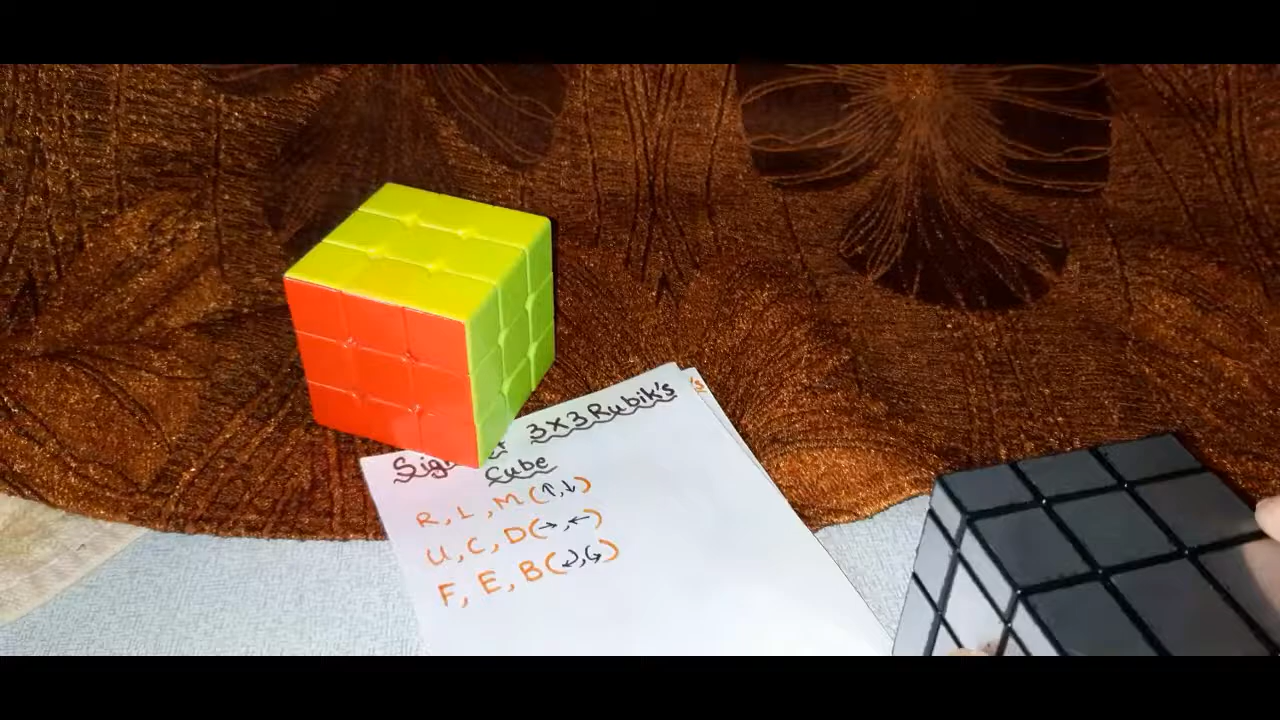 3x3 Rubik's
Cube
R, L, M (↑,↓)
U, C, D (→,←)
F, E, B (⤸,⤹)
's